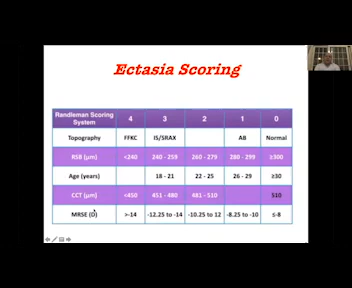 Ectasia Scoring
Randleman Scoring System 4 3 2 1 0
Topography FFKC IS/SRAX AB Normal
RSB (µm) <240 240 - 259 260 - 279 280 - 299 ≥300
Age (years) 18 - 21 22 - 25 26 - 29 ≥30
CCT (µm) <450 451 - 480 481 - 510 510
MRSE (D) >-14 -12.25 to -14 -10.25 to 12 -8.25 to -10 ≤-8